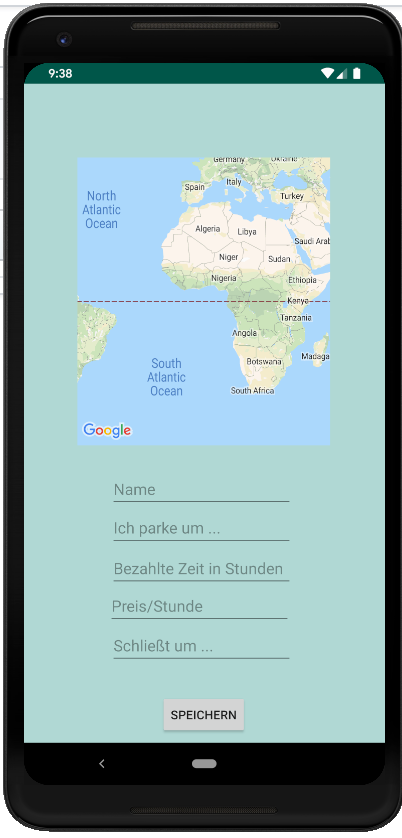 9:38
Germany
Ukraine
Spain
Italy
Turkey
North
Atlantic
Ocean
Algeria
Libya
Saudi Arab
Niger
Sudan
Nigeria
Ethiopia
Kenya
Tanzania
Angola
Botswana
Madaga
South
Atlantic
Ocean
South Africa
Google
Name
Ich parke um ...
Bezahlte Zeit in Stunden
Preis/Stunde
Schließt um ...
SPEICHERN